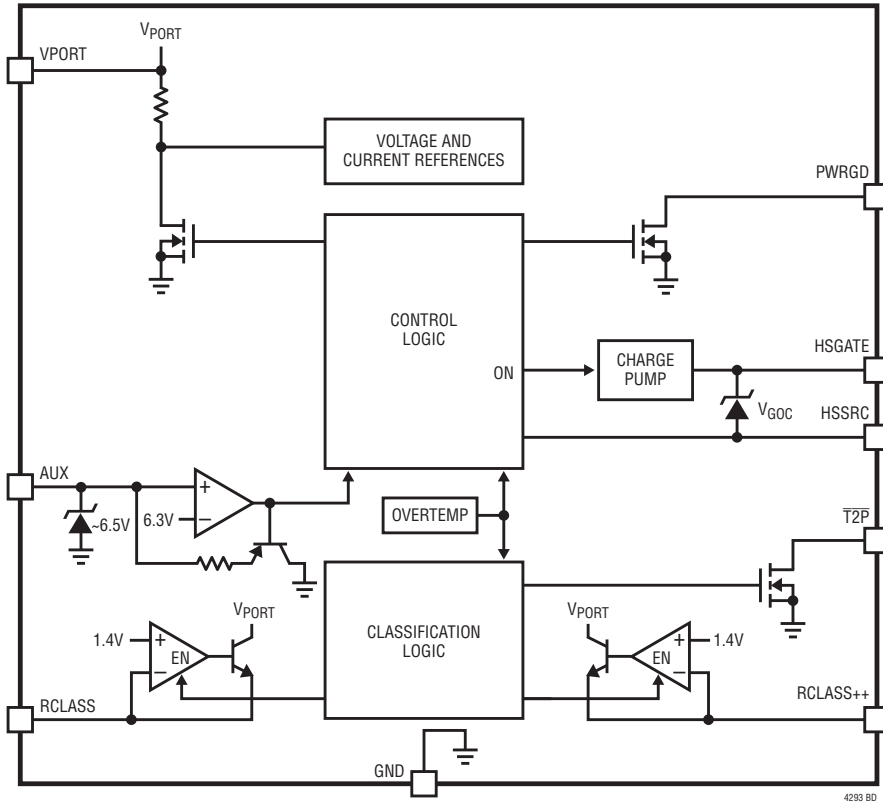 VPORT
VPORT
VOLTAGE AND
CURRENT REFERENCES
PWRGD
CONTROL
LOGIC
ON
CHARGE
PUMP
HSGATE
VGOC
HSSRC
AUX
~6.5V
6.3V
+
−
OVERTEMP
T2P
VPORT
1.4V
+
−
EN
CLASSIFICATION
LOGIC
VPORT
+
−
EN
1.4V
RCLASS
RCLASS++
GND
4293 BD